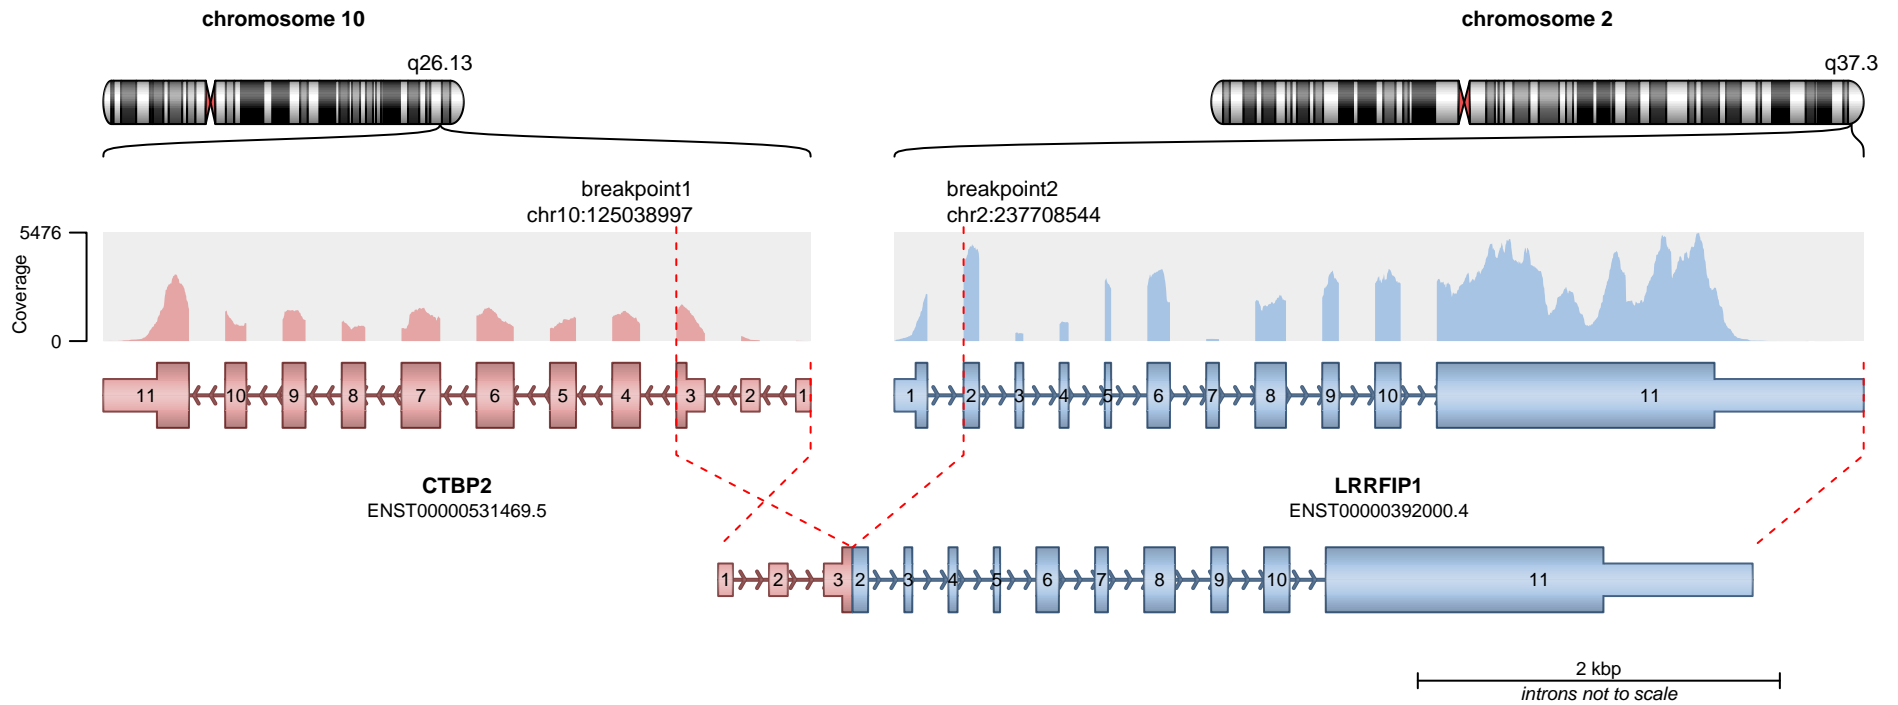 chromosome 10
chromosome 2
q26.13
q37.3
breakpoint1
chr10:125038997
breakpoint2
chr2:237708544
5476
Coverage
0
11 10 9 8 7 6 5 4 3 2 1
1 2 3 4 5 6 7 8 9 10 11
CTBP2
ENST00000531469.5
LRRFIP1
ENST00000392000.4
1 2 3 2 3 4 5 6 7 8 9 10 11
2 kbp
introns not to scale